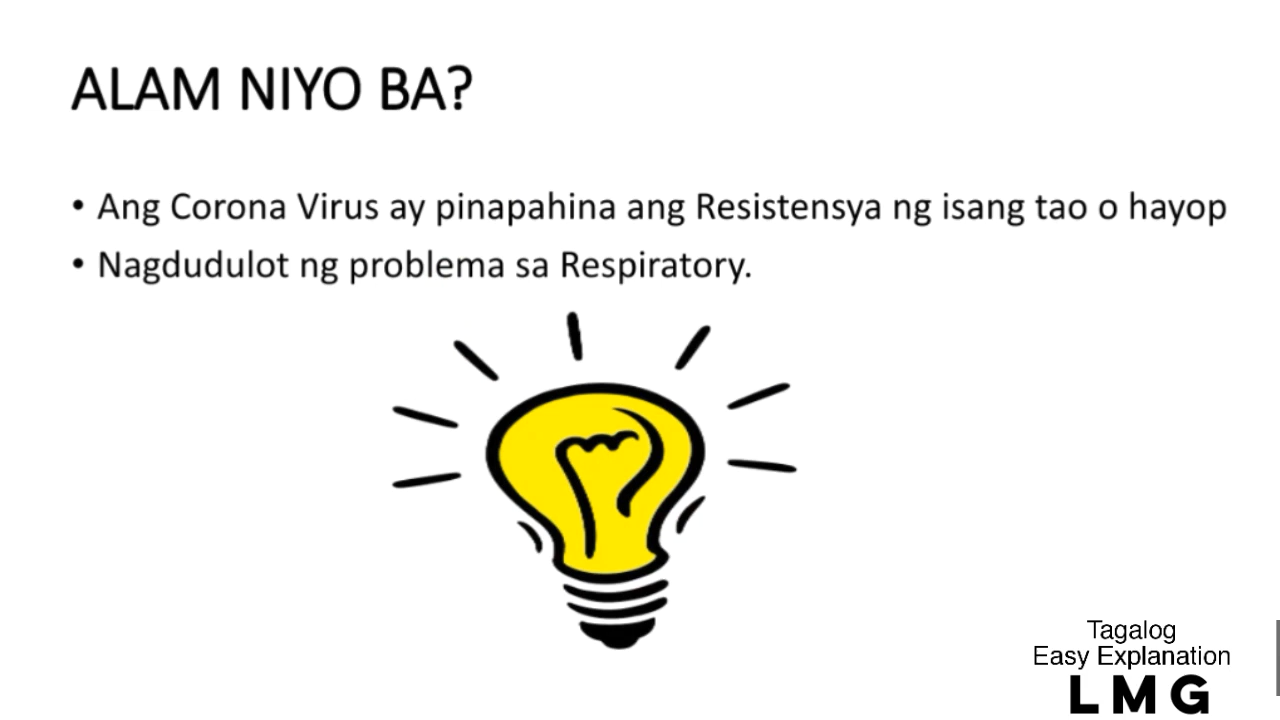 ALAM NIYO BA?
• Ang Corona Virus ay pinapahina ang Resistensya ng isang tao o hayop
• Nagdudulot ng problema sa Respiratory.
Tagalog
Easy Explanation
LMG